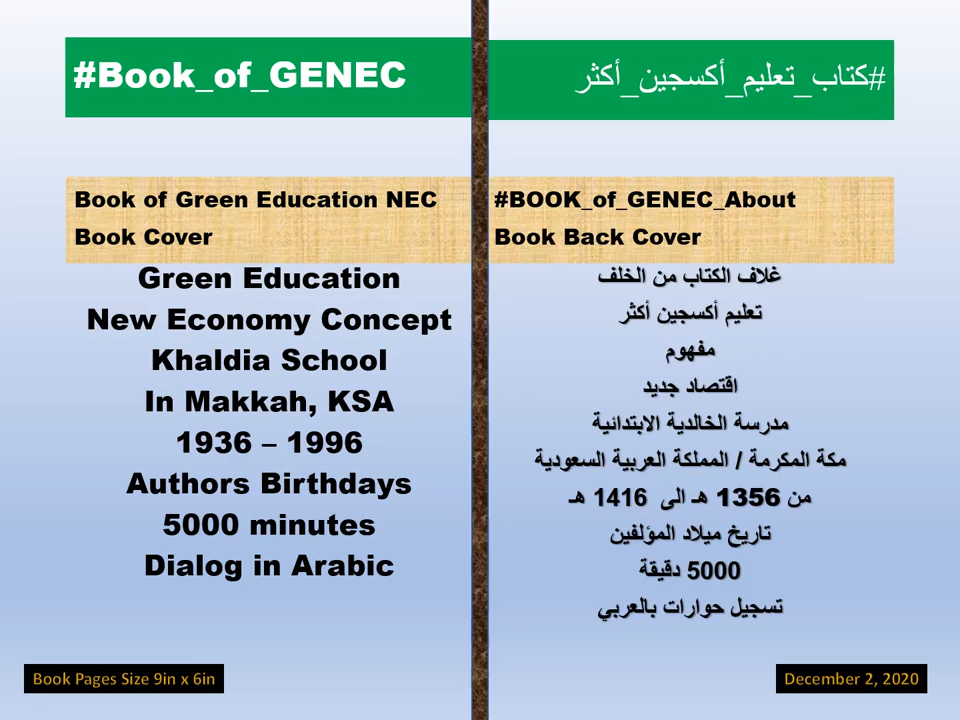 #Book_of_GENEC
Book of Green Education NEC
Book Cover
Green Education
New Economy Concept
Khaldia School
In Makkah, KSA
1936 – 1996
Authors Birthdays
5000 minutes
Dialog in Arabic
Book Pages Size 9in x 6in
#كتاب_تعليم_أكسجين_أكثر
#BOOK_of_GENEC_About
Book Back Cover
غلاف الكتاب من الخلف
تعليم أكسجين أكثر
مفهوم
اقتصاد جديد
مدرسة الخالدية الابتدائية
مكة المكرمة / المملكة العربية السعودية
من 1356 هـ الى 1416 هـ
تاريخ ميلاد المؤلفين
5000 دقيقة
تسجيل حوارات بالعربي
December 2, 2020